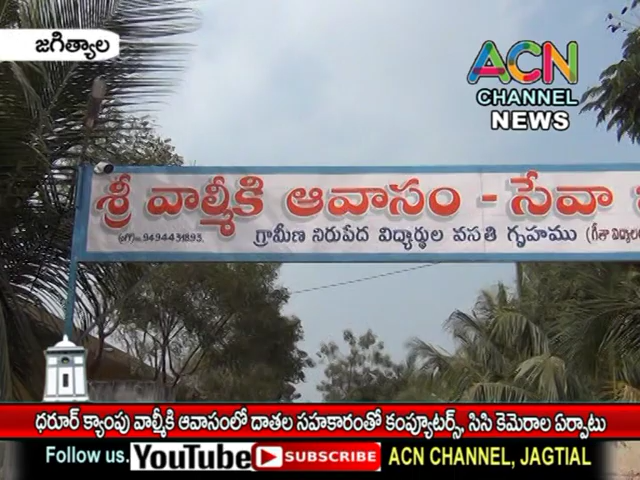 జగిత్యాల
ACN
CHANNEL
NEWS
శ్రీ వాల్మీకి ఆవాసం - సేవా
9494431893.
గ్రామీణ నిరుపేద విద్యార్థుల వసతి గృహము (గీతా
ధరూర్ క్యాంపు వాల్మీకి ఆవాసంలో దాతల సహకారంతో కంప్యూటర్స్, సిసి కెమెరాల ఏర్పాటు
Follow us. YouTube SUBSCRIBE ACN CHANNEL, JAGTIAL